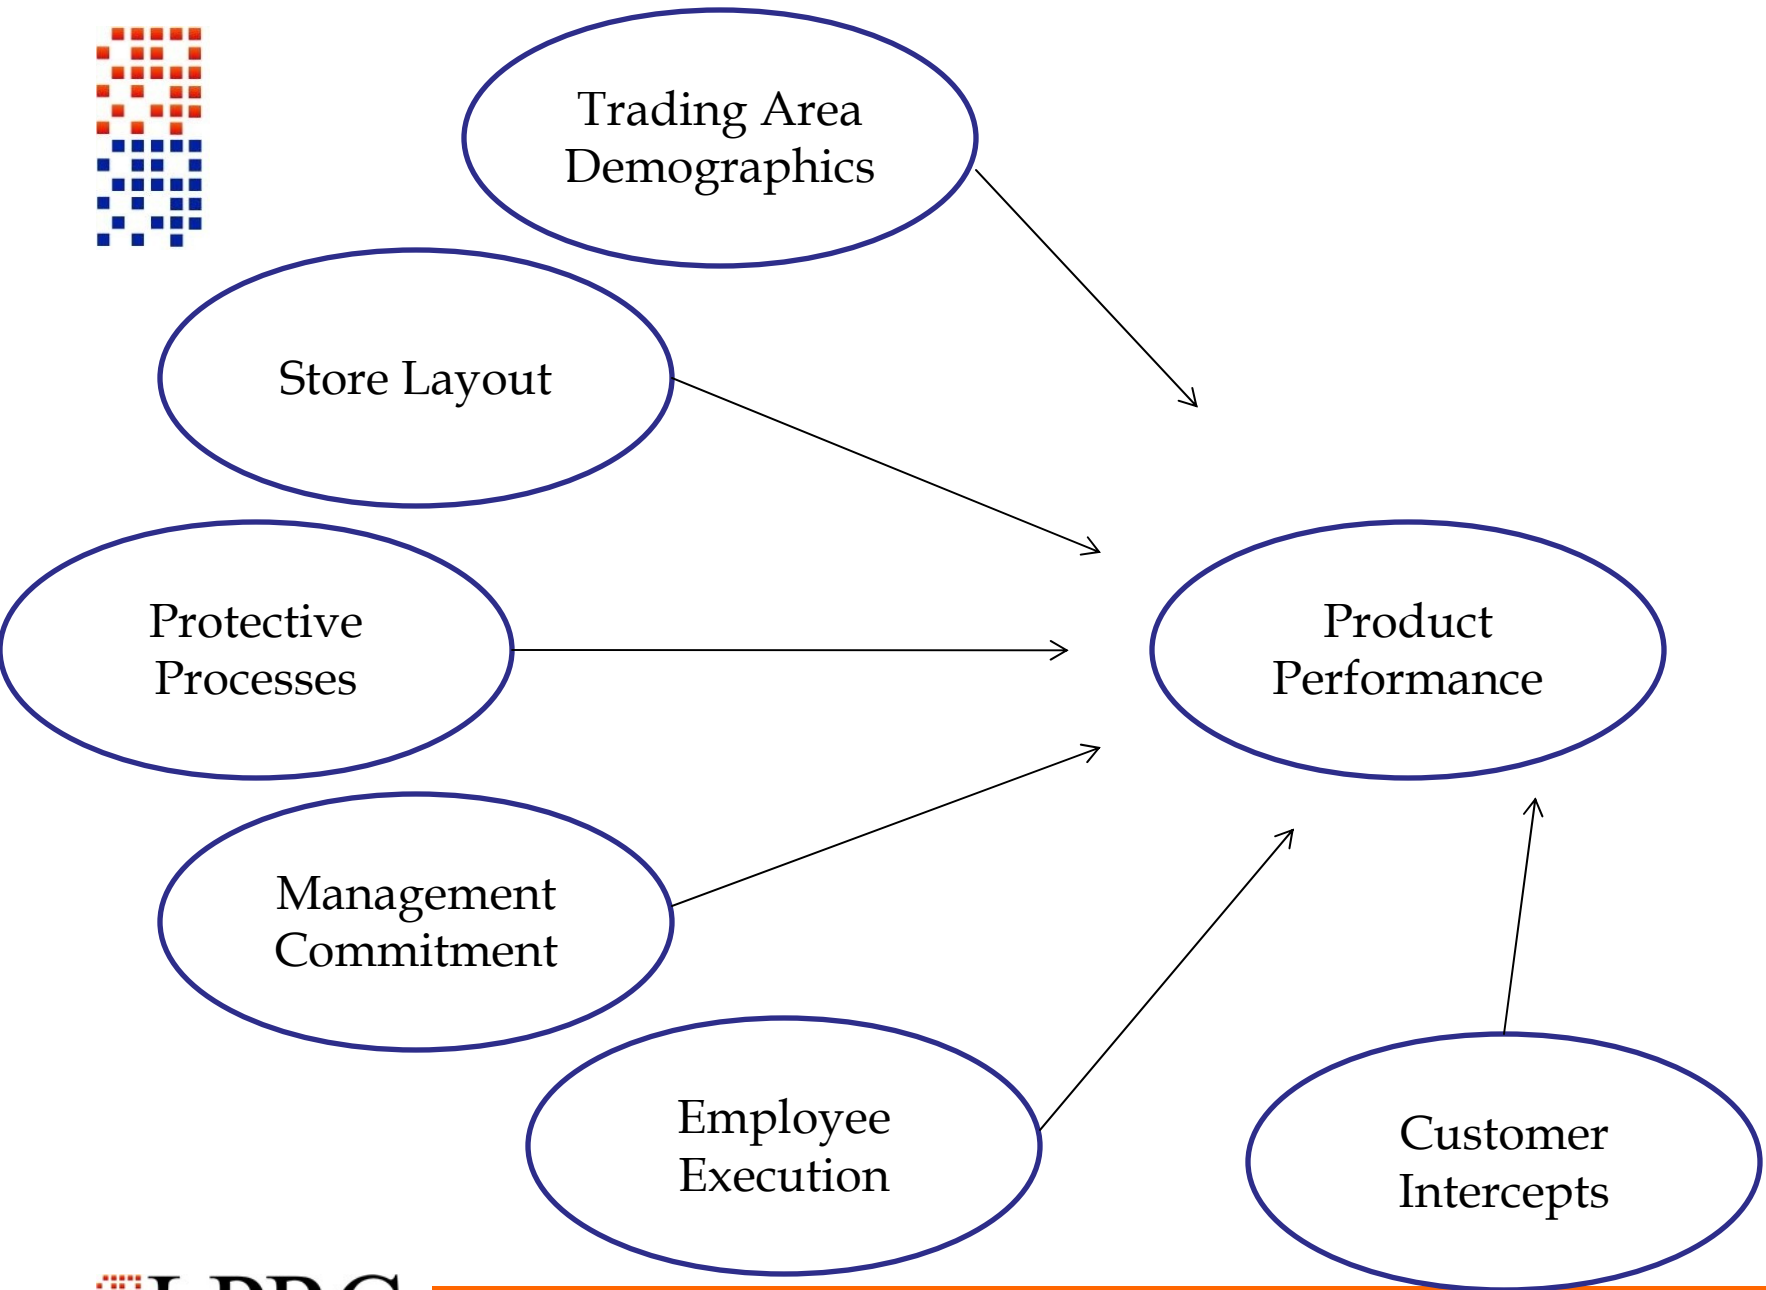 Trading Area
Demographics
Store Layout
Protective
Processes
Product
Performance
Management
Commitment
Employee
Execution
Customer
Intercepts